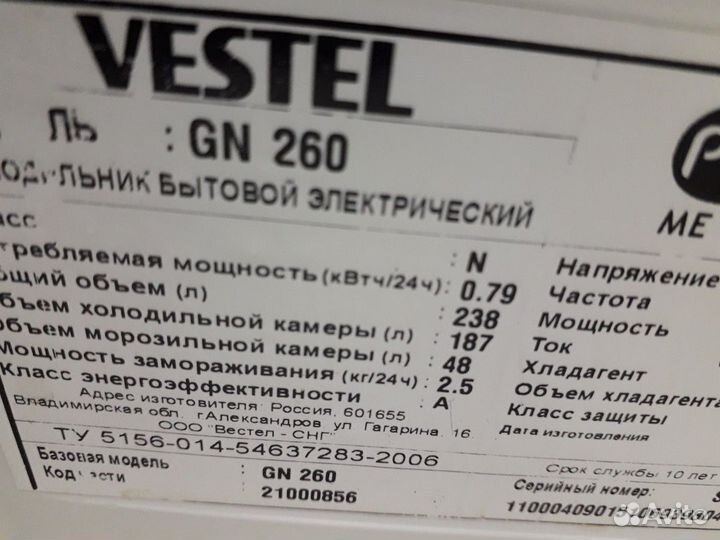 VESTEL
ЛЬ : GN 260
БЫТОВОЙ ЭЛЕКТРИЧЕСКИЙ
МЕ
асс : N
требляемая мощность (кВтч/24ч): 0.79
бщий объем (л) : 238
бъем холодильной камеры (л) : 187
бъем морозильной камеры (л) : 48
Мощность замораживания (кг/24ч) : 2.5
Класс энергоэффективности : A
Напряжение
Частота
Мощность
Ток
Хладагент
Объем хладагента
Класс защиты
Дата изготовления
Адрес изготовителя: Россия, 601655
Владимирская обл. г.Александров ул Гагарина 16
ООО "Вестел - СНГ"
ТУ 5156-014-54637283-2006
Срок службы 10 лет
Базовая модель GN 260
Код 21000856
Серийный номер:
Avito